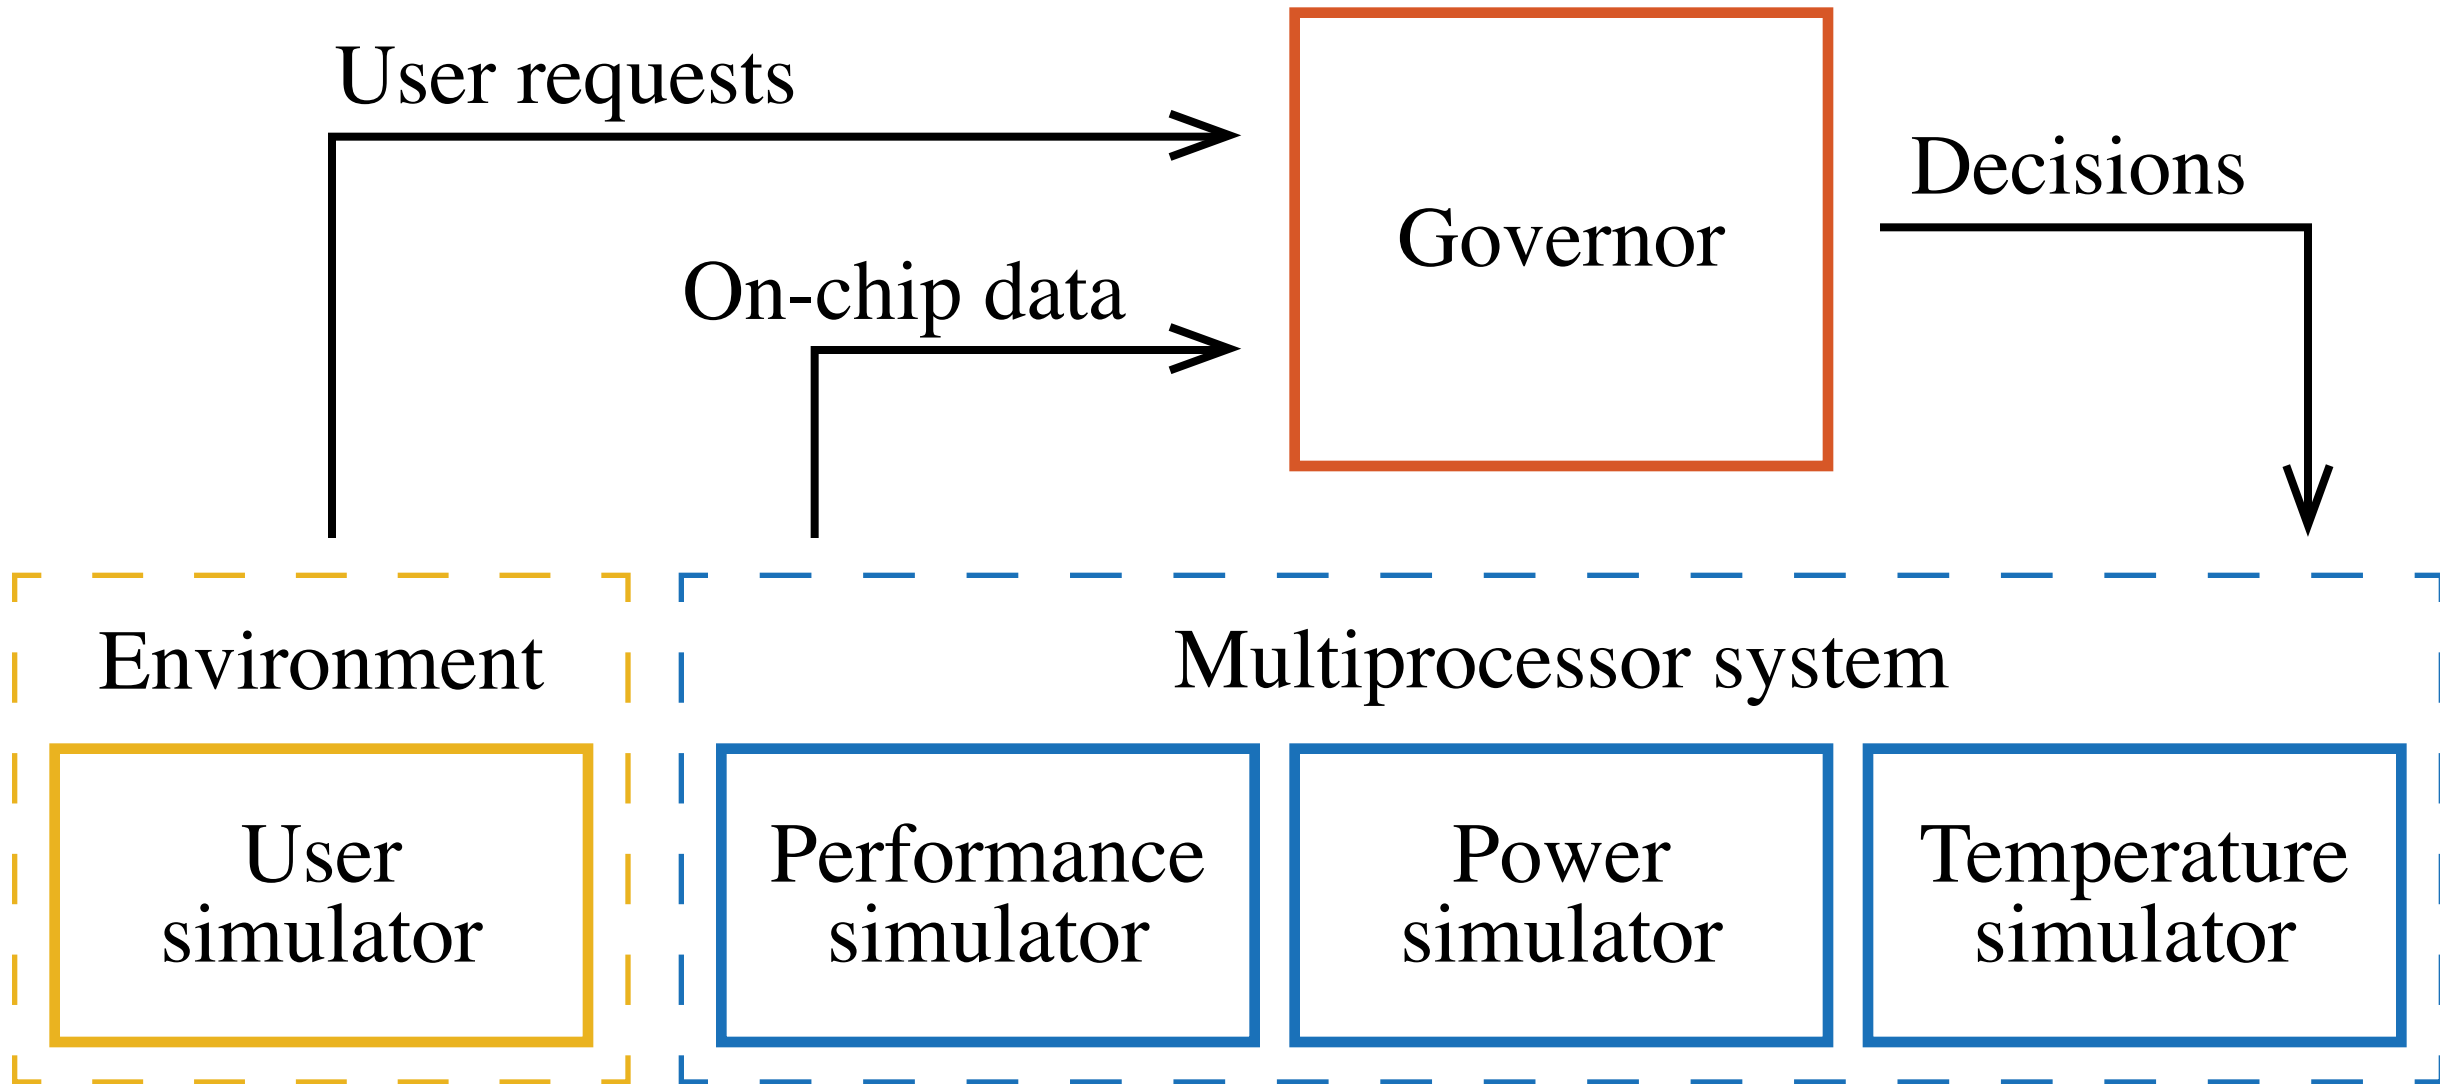 User requests
On-chip data
Governor
Decisions
Environment
User
simulator
Multiprocessor system
Performance
simulator
Power
simulator
Temperature
simulator